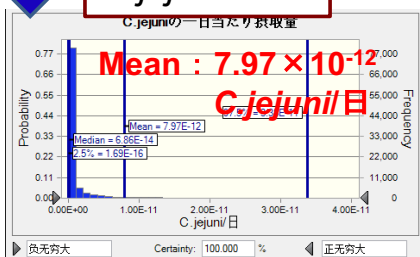 C.jejuniの一日当たり摂取量
Mean：7.97×10-12
C.jejuni/日
0.77
0.66
0.55
0.44
0.33
0.22
0.11
0.00
Probability
7,000
66,000
55,000
44,000
33,000
22,000
11,000
0
Frequency
Mean = 7.97E-12
Median = 6.86E-14
2.5% = 1.69E-16
0.00E+00
1.00E-11
2.00E-11
3.00E-11
4.00E-11
C.jejuni/日
负无穷大
Certainty: 100.000 %
正无穷大